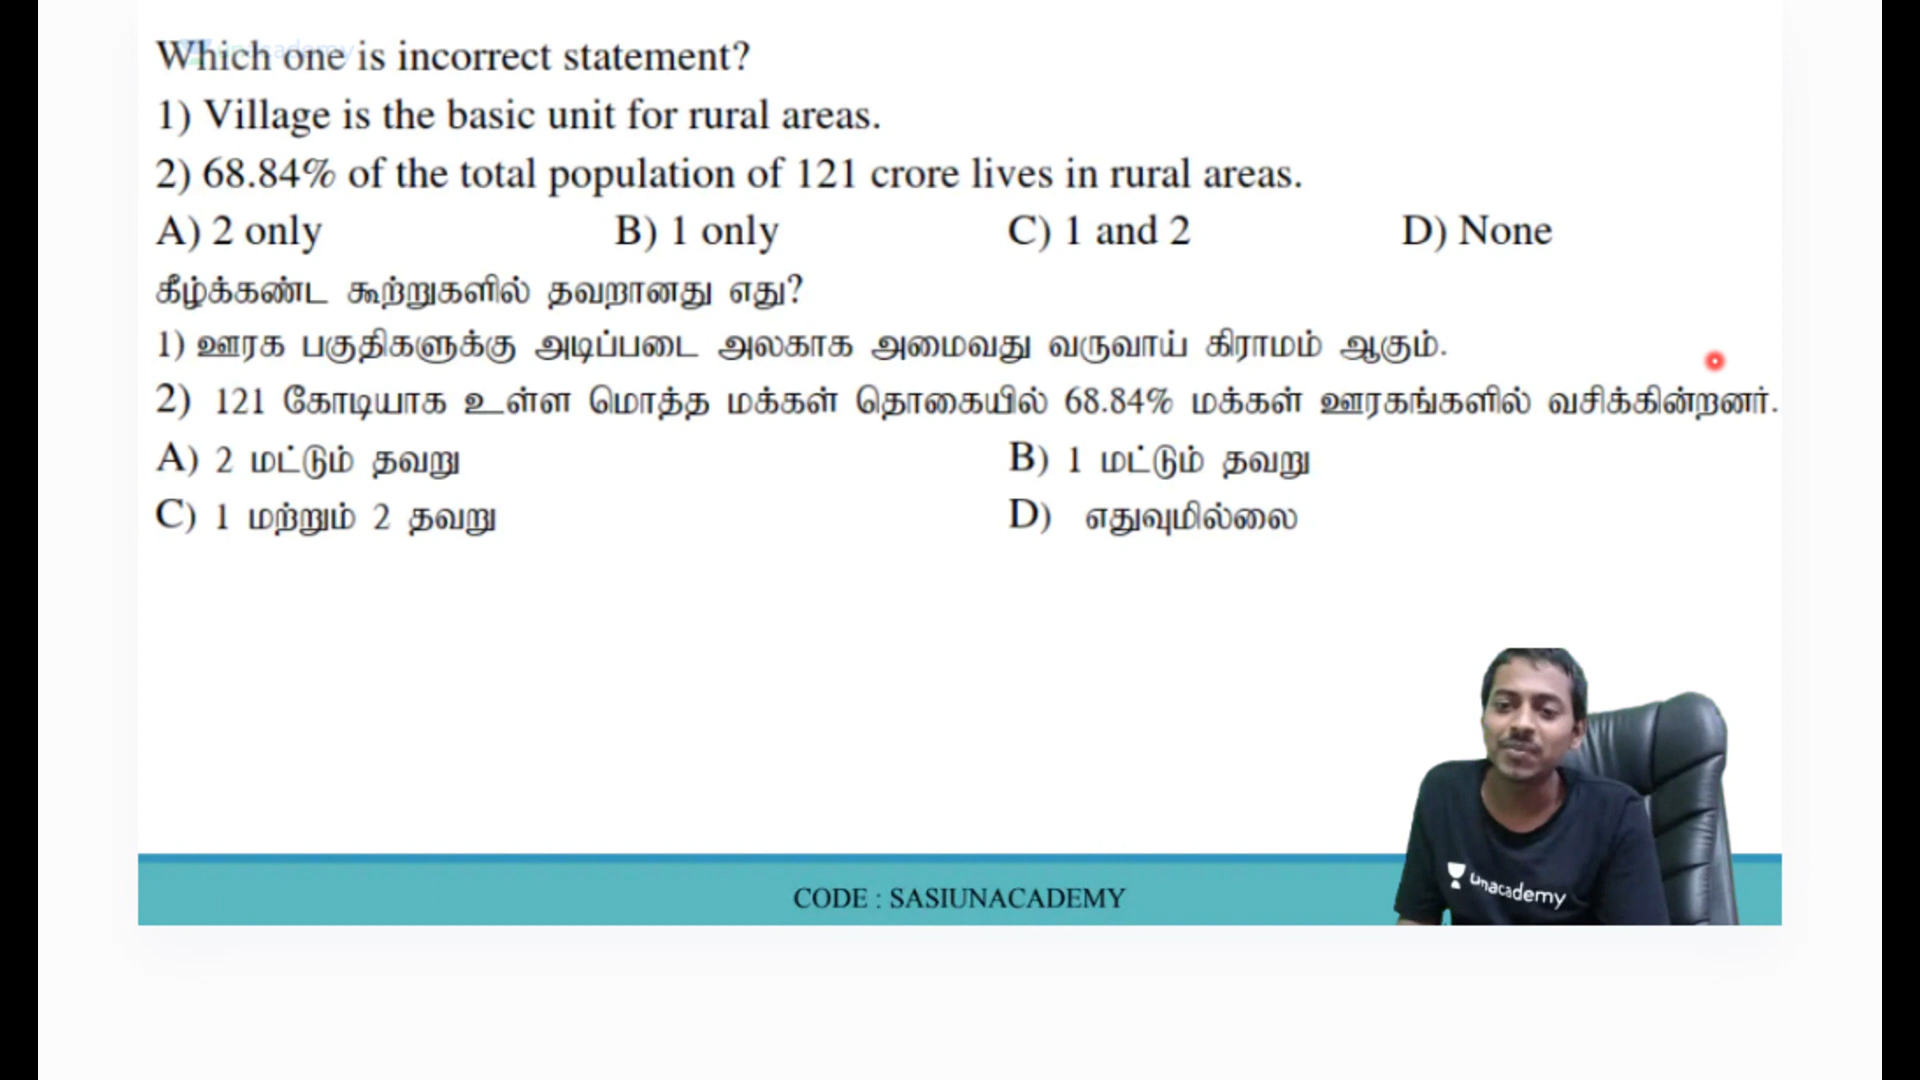 Which one is incorrect statement?
1) Village is the basic unit for rural areas.
2) 68.84% of the total population of 121 crore lives in rural areas.
A) 2 only B) 1 only C) 1 and 2 D) None
கீழ்க்கண்ட கூற்றுகளில் தவறானது எது?
1) ஊரக பகுதிகளுக்கு அடிப்படை அலகாக அமைவது வருவாய் கிராமம் ஆகும்.
2) 121 கோடியாக உள்ள மொத்த மக்கள் தொகையில் 68.84% மக்கள் ஊரகங்களில் வசிக்கின்றனர்.
A) 2 மட்டும் தவறு B) 1 மட்டும் தவறு
C) 1 மற்றும் 2 தவறு D) எதுவுமில்லை
unacademy
CODE : SASIUNACADEMY